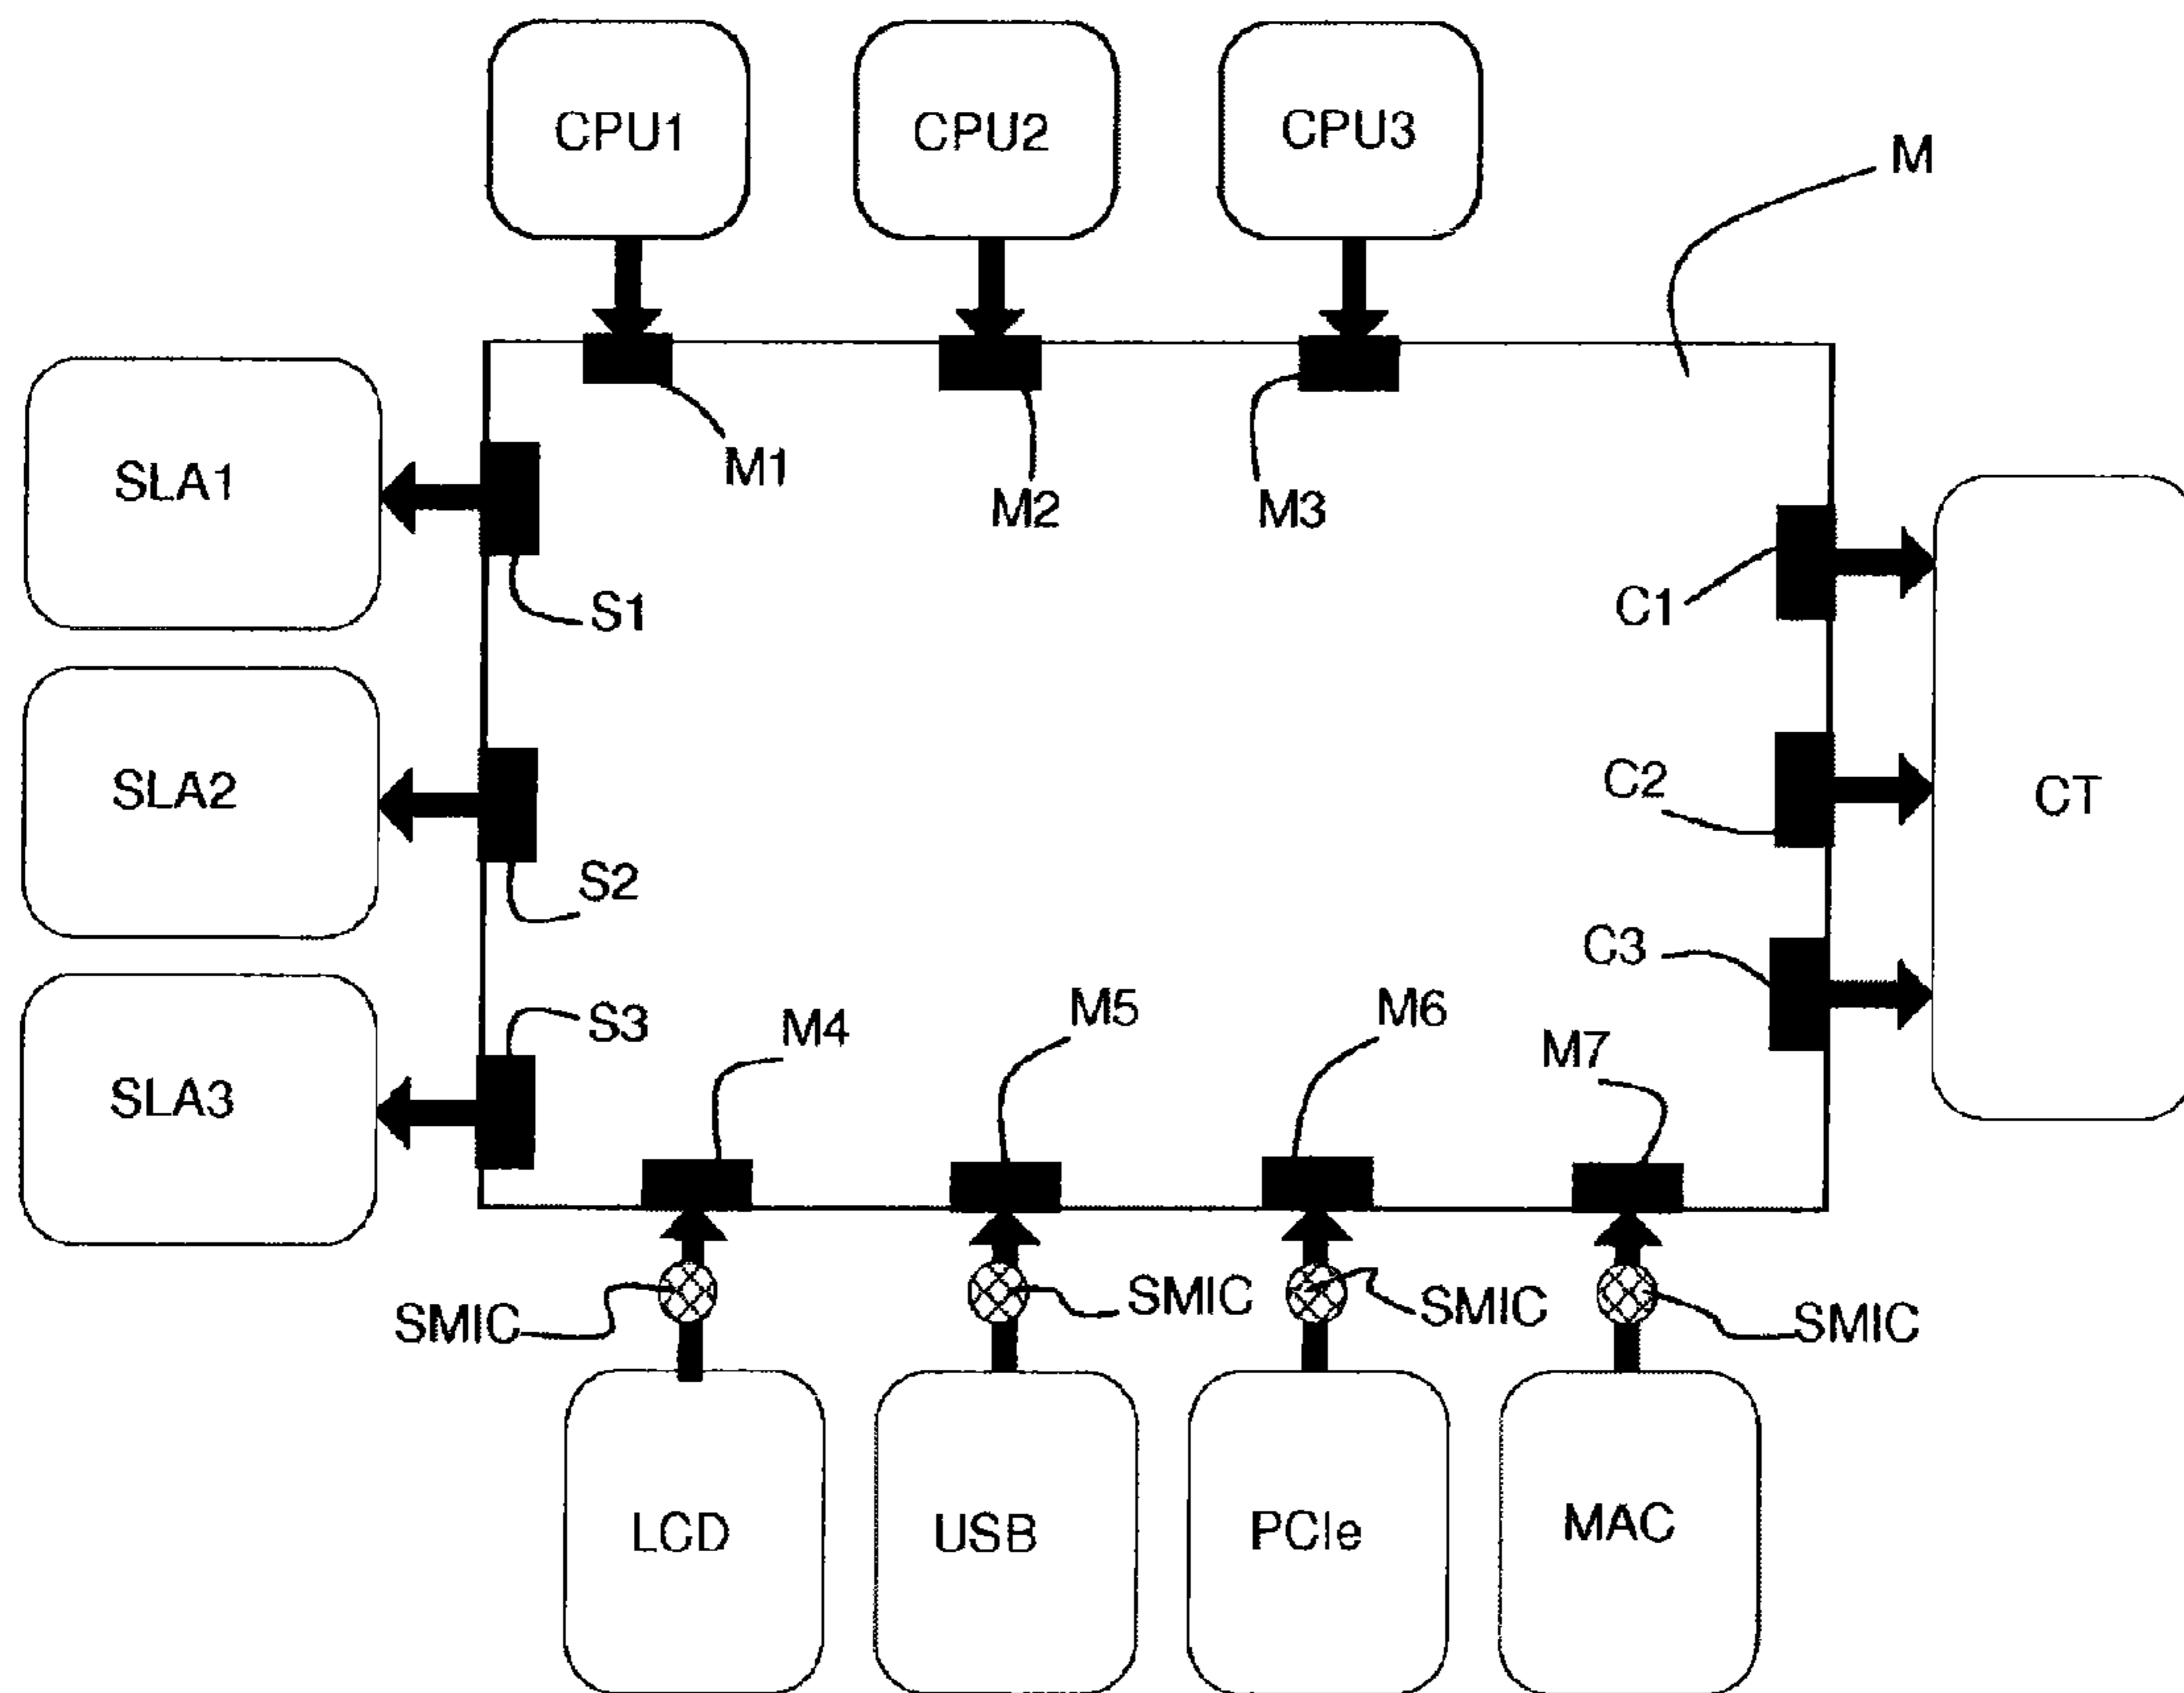 CPU1
CPU2
CPU3
M
SLA1
M1
M2
M3
S1
C1
SLA2
C2
CT
S2
C3
SLA3
S3
M4
M5
M6
M7
SMIC
SMIC
SMIC
SMIC
LCD
USB
PCIe
MAC